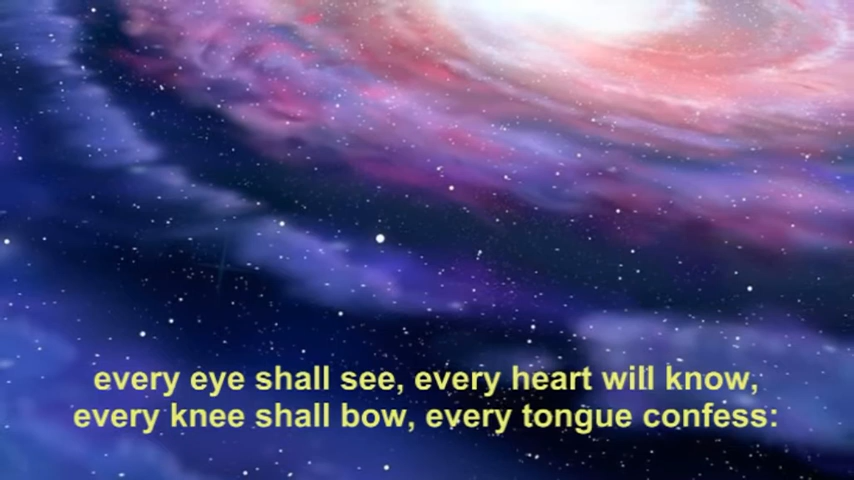 every eye shall see, every heart will know,
every knee shall bow, every tongue confess: